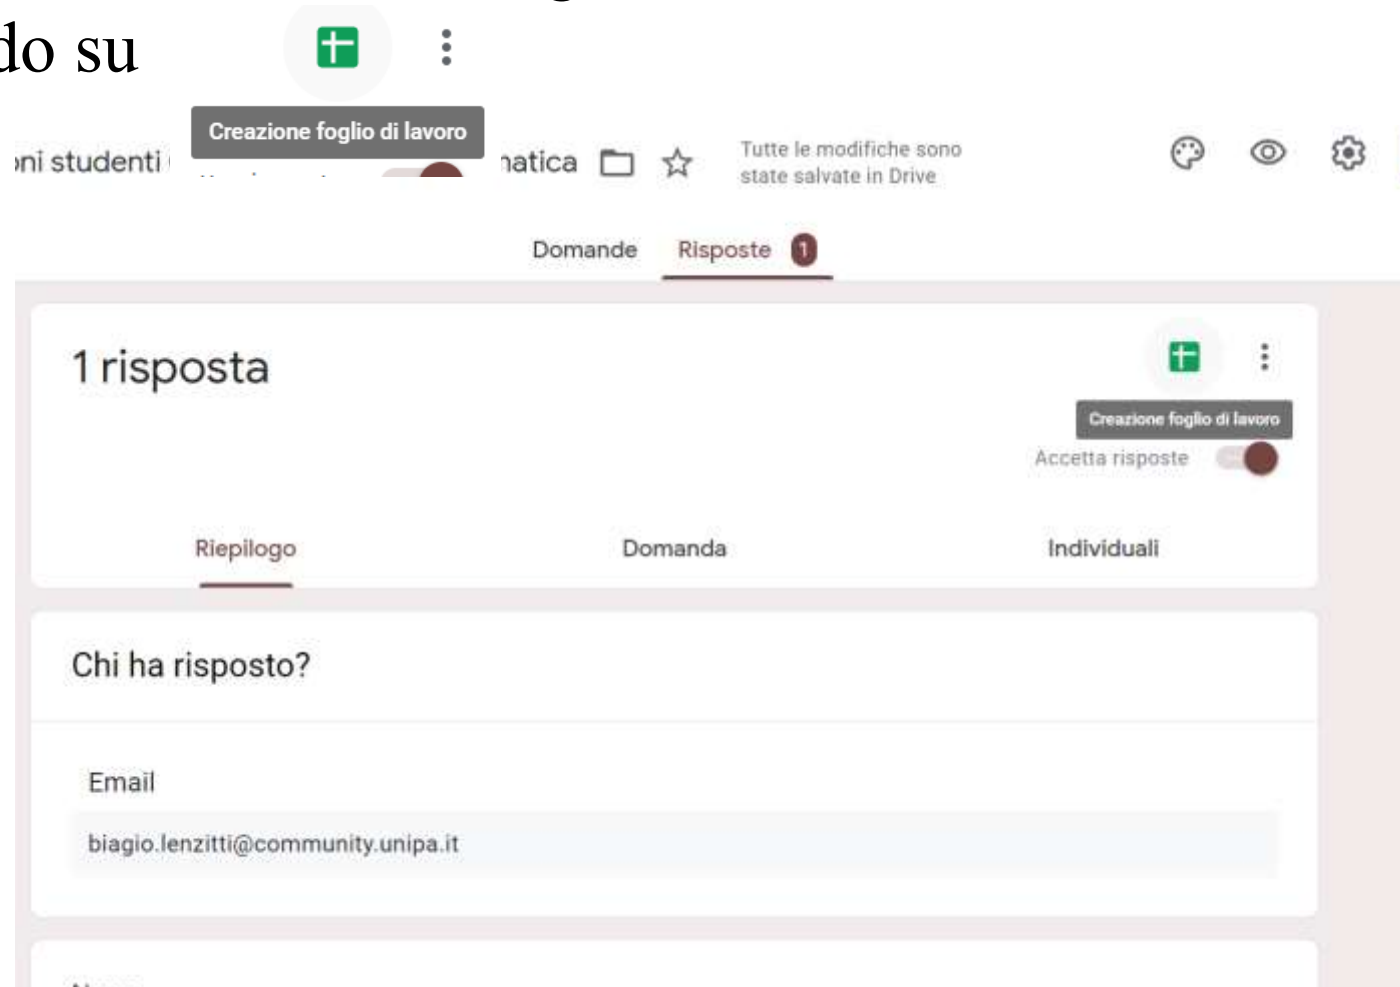 do su
Creazione foglio di lavoro
oni studenti
natica
Tutte le modifiche sono
state salvate in Drive
Domande Risposte 1
1 risposta
Creazione foglio di lavoro
Accetta risposte
Riepilogo Domanda Individuali
Chi ha risposto?
Email
biagio.lenzitti@community.unipa.it